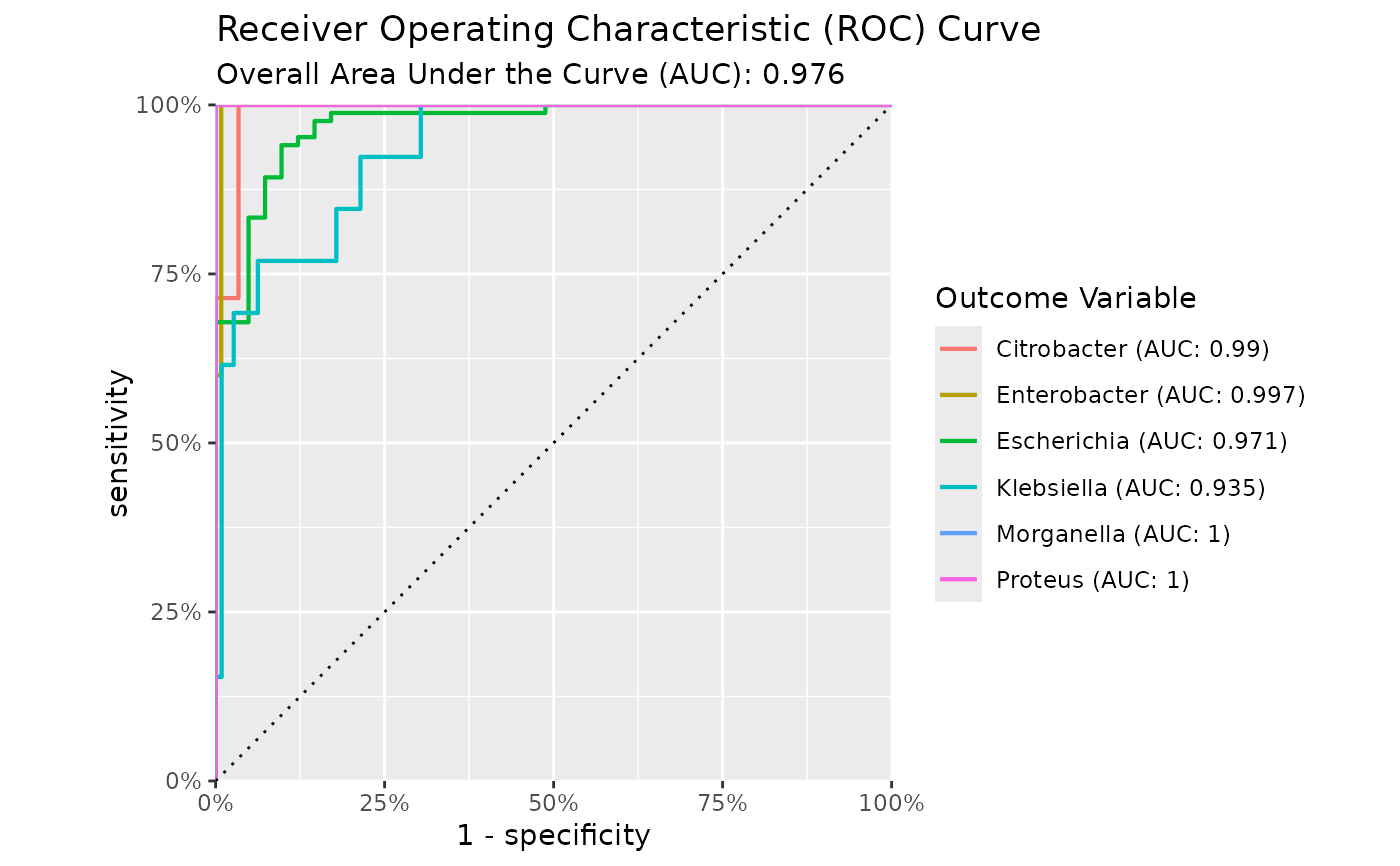 Receiver Operating Characteristic (ROC) Curve
Overall Area Under the Curve (AUC): 0.976
100%
75%
50%
25%
0%
sensitivity
0%
25%
50%
75%
100%
1 - specificity
Outcome Variable
Citrobacter (AUC: 0.99)
Enterobacter (AUC: 0.997)
Escherichia (AUC: 0.971)
Klebsiella (AUC: 0.935)
Morganella (AUC: 1)
Proteus (AUC: 1)